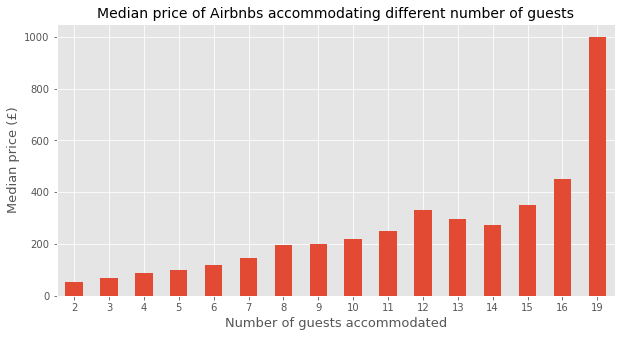 Median price of Airbnbs accommodating different number of guests
Median price (£)
1000
800
600
400
200
0
2 3 4 5 6 7 8 9 10 11 12 13 14 15 16 19
Number of guests accommodated